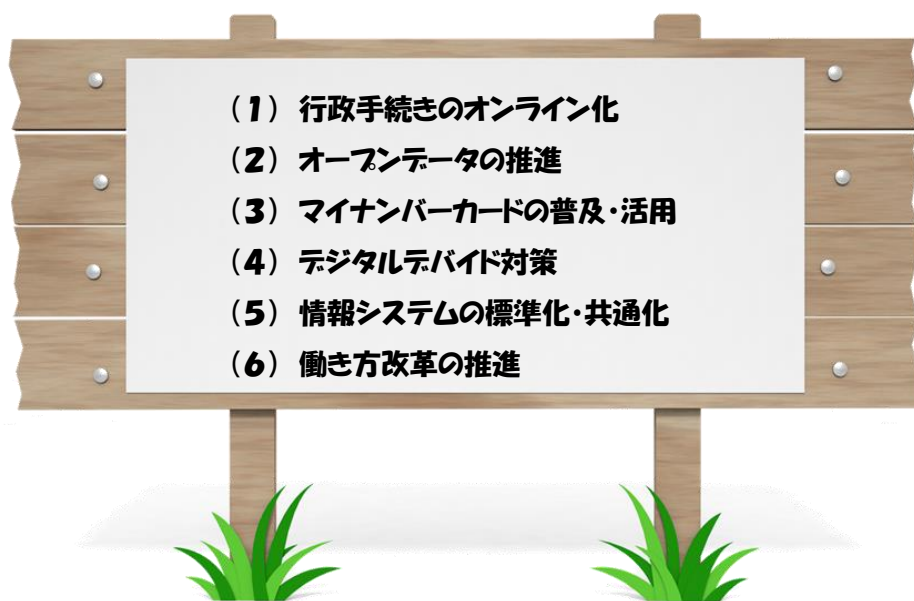 （1） 行政手続きのオンライン化
（2） オープンデータの推進
（3） マイナンバーカードの普及・活用
（4） デジタルデバイド対策
（5） 情報システムの標準化・共通化
（6） 働き方改革の推進